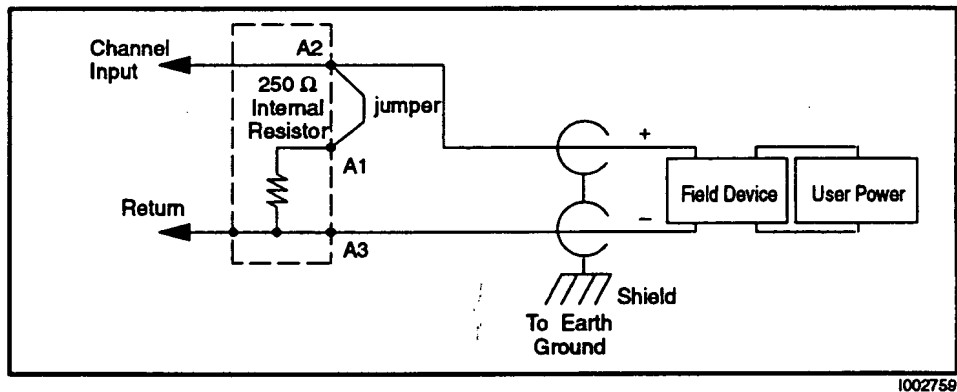 A2
Channel
Input
250 Ω
Internal
Resistor
jumper
+
A1
Field Device
User Power
Return
−
A3
Shield
To Earth
Ground
I002759